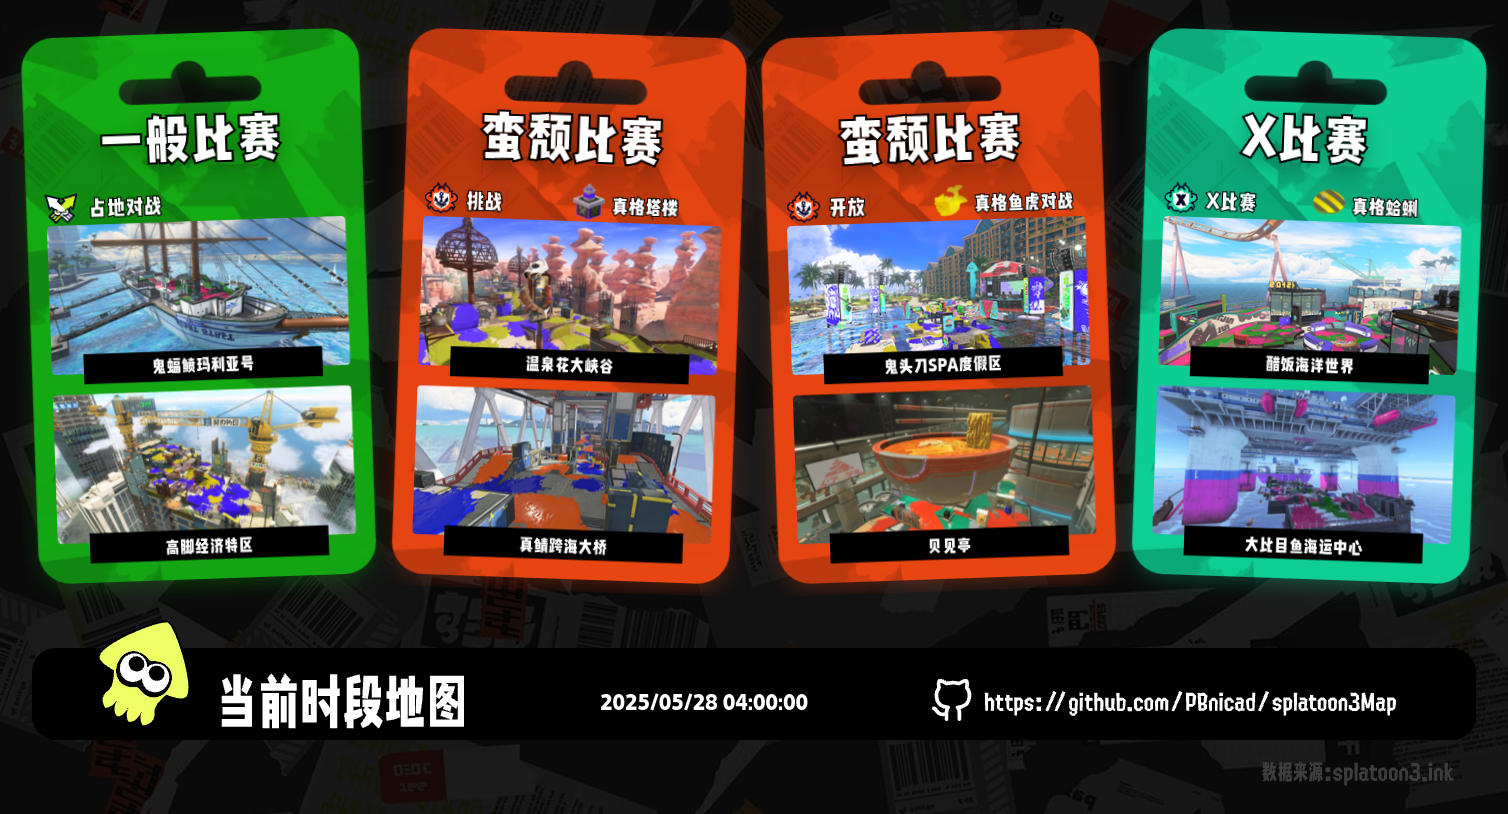 一般比赛
占地对战
鬼蝠鲼玛利亚号
高脚经济特区
蛮颓比赛
挑战
真格塔楼
温泉花大峡谷
真鲭跨海大桥
蛮颓比赛
开放
真格鱼虎对战
鬼头刀SPA度假区
贝见亭
X比赛
X比赛
真格蛤蜊
醋饭海洋世界
大比目鱼海运中心
当前时段地图
2025/05/28 04:00:00
https://github.com/PBnicad/splatoon3Map
数据来源:splatoon3.ink